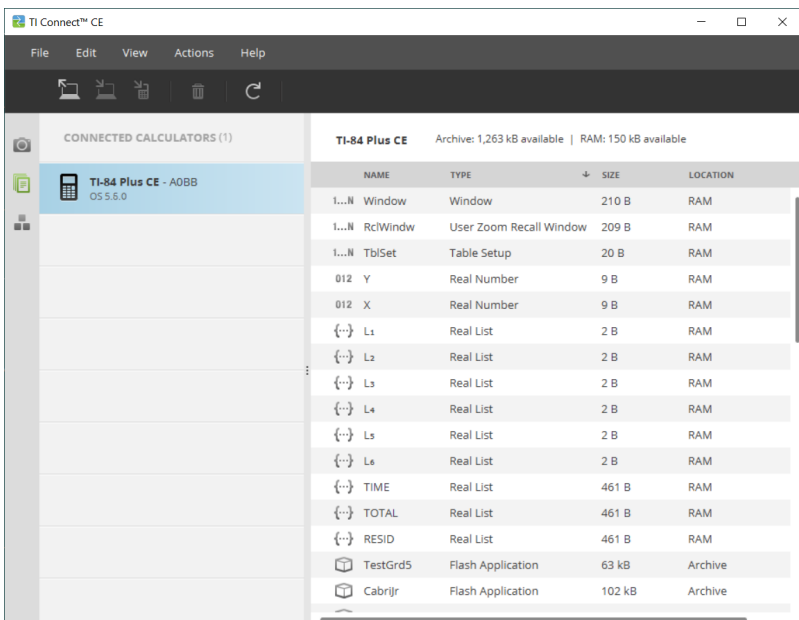 TI Connect™ CE
File Edit View Actions Help
CONNECTED CALCULATORS (1)
TI-84 Plus CE - A0BB
OS 5.6.0
TI-84 Plus CE Archive: 1,263 kB available | RAM: 150 kB available
NAME TYPE SIZE LOCATION
1...N Window Window 210 B RAM
1...N RclWindw User Zoom Recall Window 209 B RAM
1...N TblSet Table Setup 20 B RAM
012 Y Real Number 9 B RAM
012 X Real Number 9 B RAM
{···} L₁ Real List 2 B RAM
{···} L₂ Real List 2 B RAM
{···} L₃ Real List 2 B RAM
{···} L₄ Real List 2 B RAM
{···} L₅ Real List 2 B RAM
{···} L₆ Real List 2 B RAM
{···} TIME Real List 461 B RAM
{···} TOTAL Real List 461 B RAM
{···} RESID Real List 461 B RAM
TestGrd5 Flash Application 63 kB Archive
CabriJr Flash Application 102 kB Archive